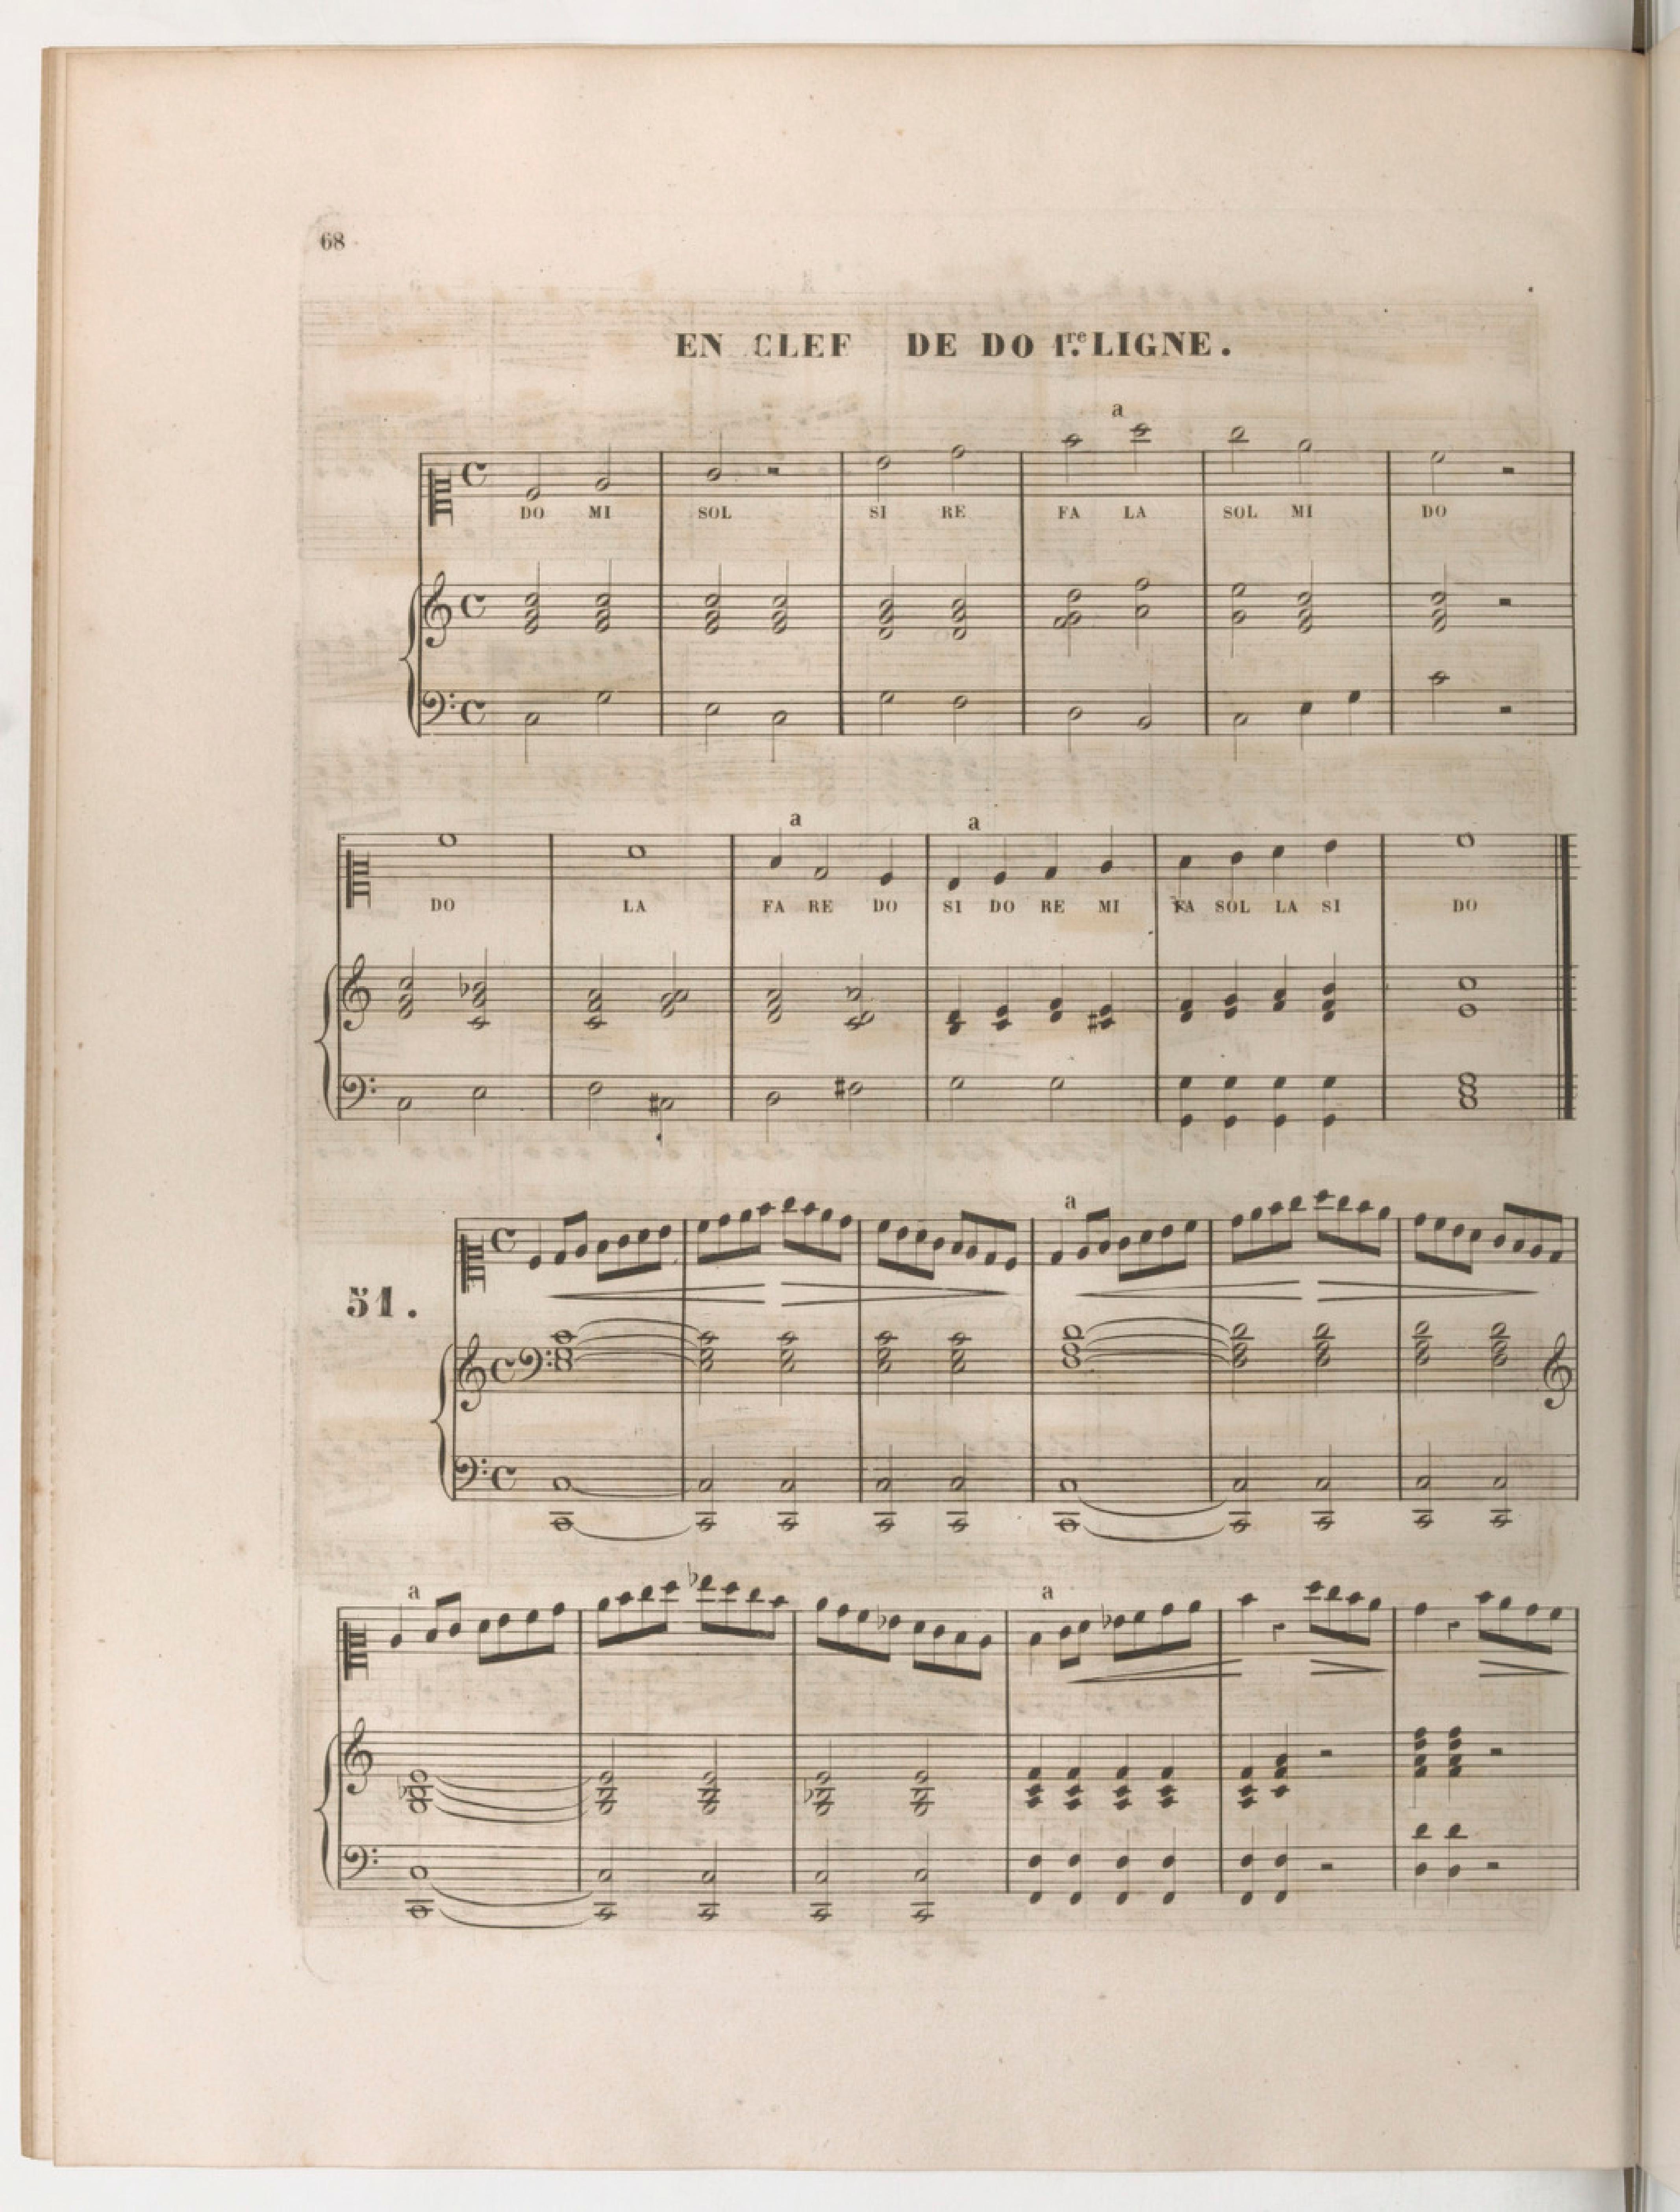 68
EN CLEF DE DO 1.re LIGNE.
a
DO MI SOL SI RE FA LA SOL MI DO
a a
DO LA FA RE DO SI DO RE MI FA SOL LA SI DO
a
51.
a a